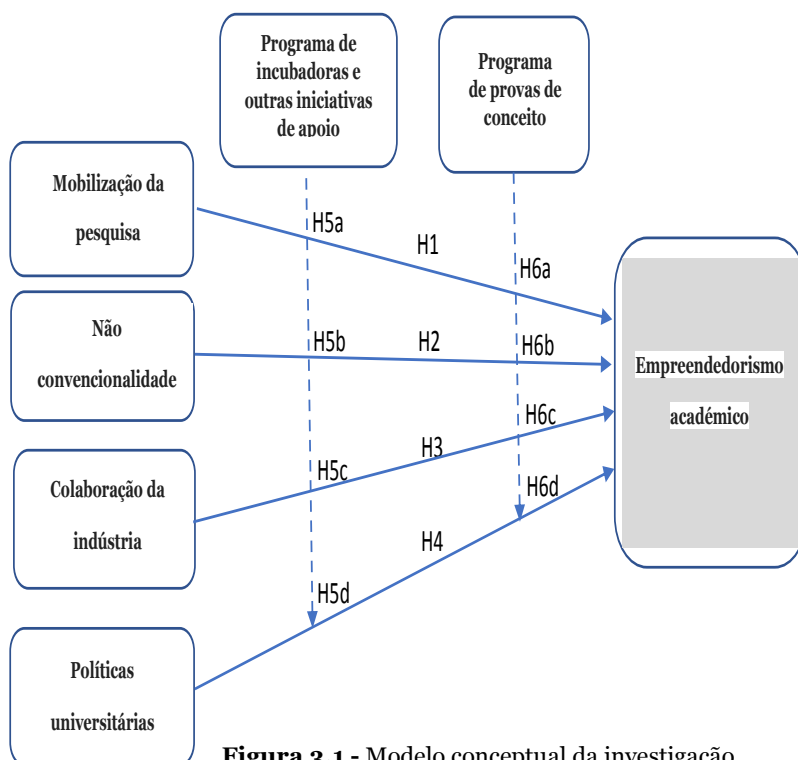 Programa de
incubadoras e
outras iniciativas
de apoio
Programa
de provas de
conceito
Mobilização da
pesquisa
H5a
H1
H6a
Não
convencionalidade
H5b
H2
H6b
Empreendedorismo
académico
Colaboração da
indústria
H5c
H3
H6c
H6d
H4
H5d
Políticas
universitárias
Figura 3.1 - Modelo conceptual da investigação